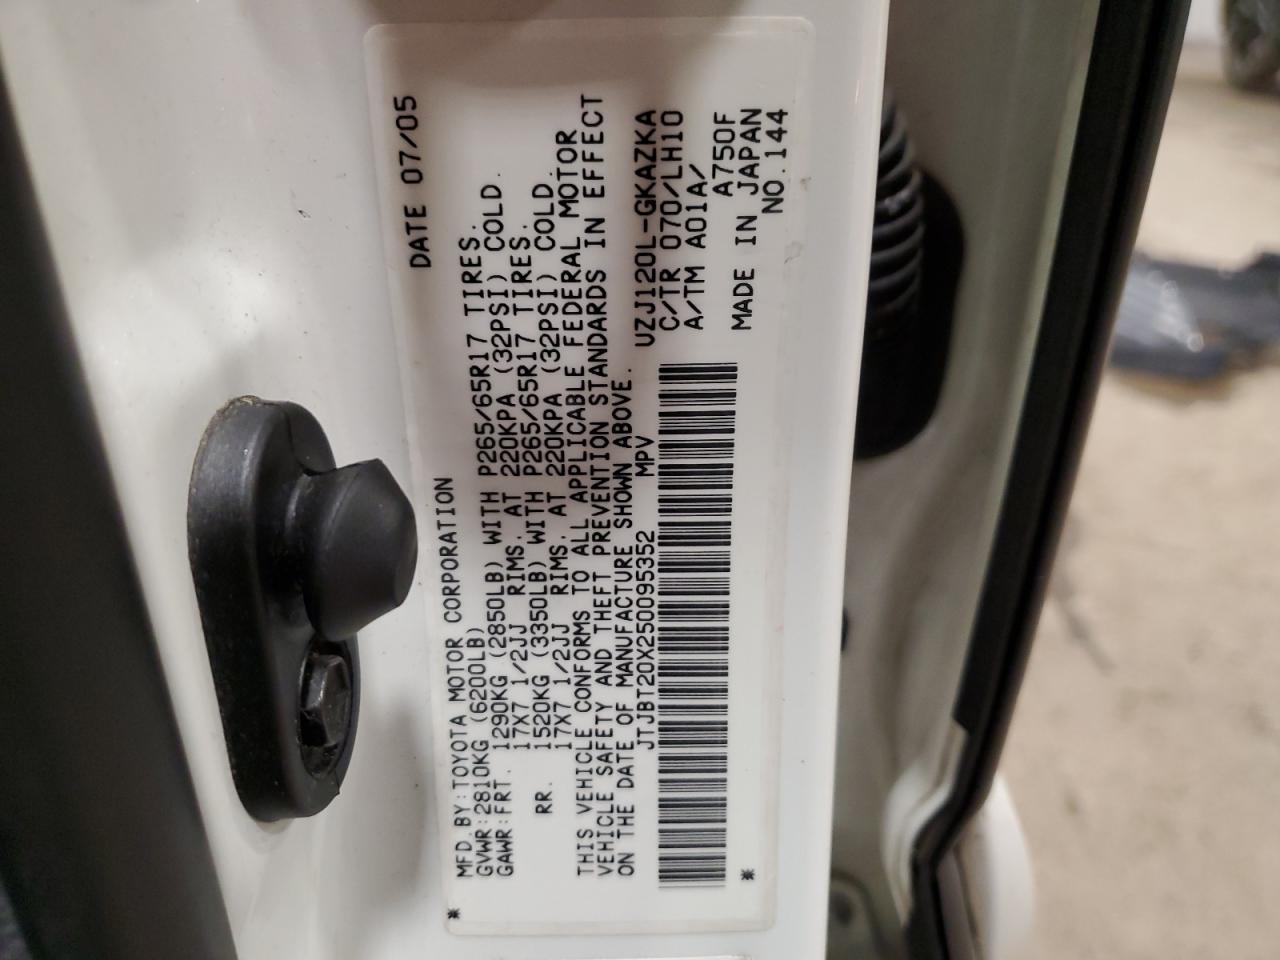 DATE 07/05
MFD.BY:TOYOTA MOTOR CORPORATION
GVWR:2810KG (6200LB)
GAWR:FRT. 1290KG (2850LB) WITH P265/65R17 TIRES.
17X7 1/2JJ RIMS. AT 220KPA (32PSI) COLD.
RR. 1520KG (3350LB) WITH P265/65R17 TIRES.
17X7 1/2JJ RIMS. AT 220KPA (32PSI) COLD.
THIS VEHICLE CONFORMS TO ALL APPLICABLE FEDERAL MOTOR
VEHICLE SAFETY AND THEFT PREVENTION STANDARDS IN EFFECT
ON THE DATE OF MANUFACTURE SHOWN ABOVE.
JTJBT20X250095352 MPV
UZJ120L-GKAZKA
C/TR 070/LH10
A/TM A01A/
A750F
MADE IN JAPAN
NO.144